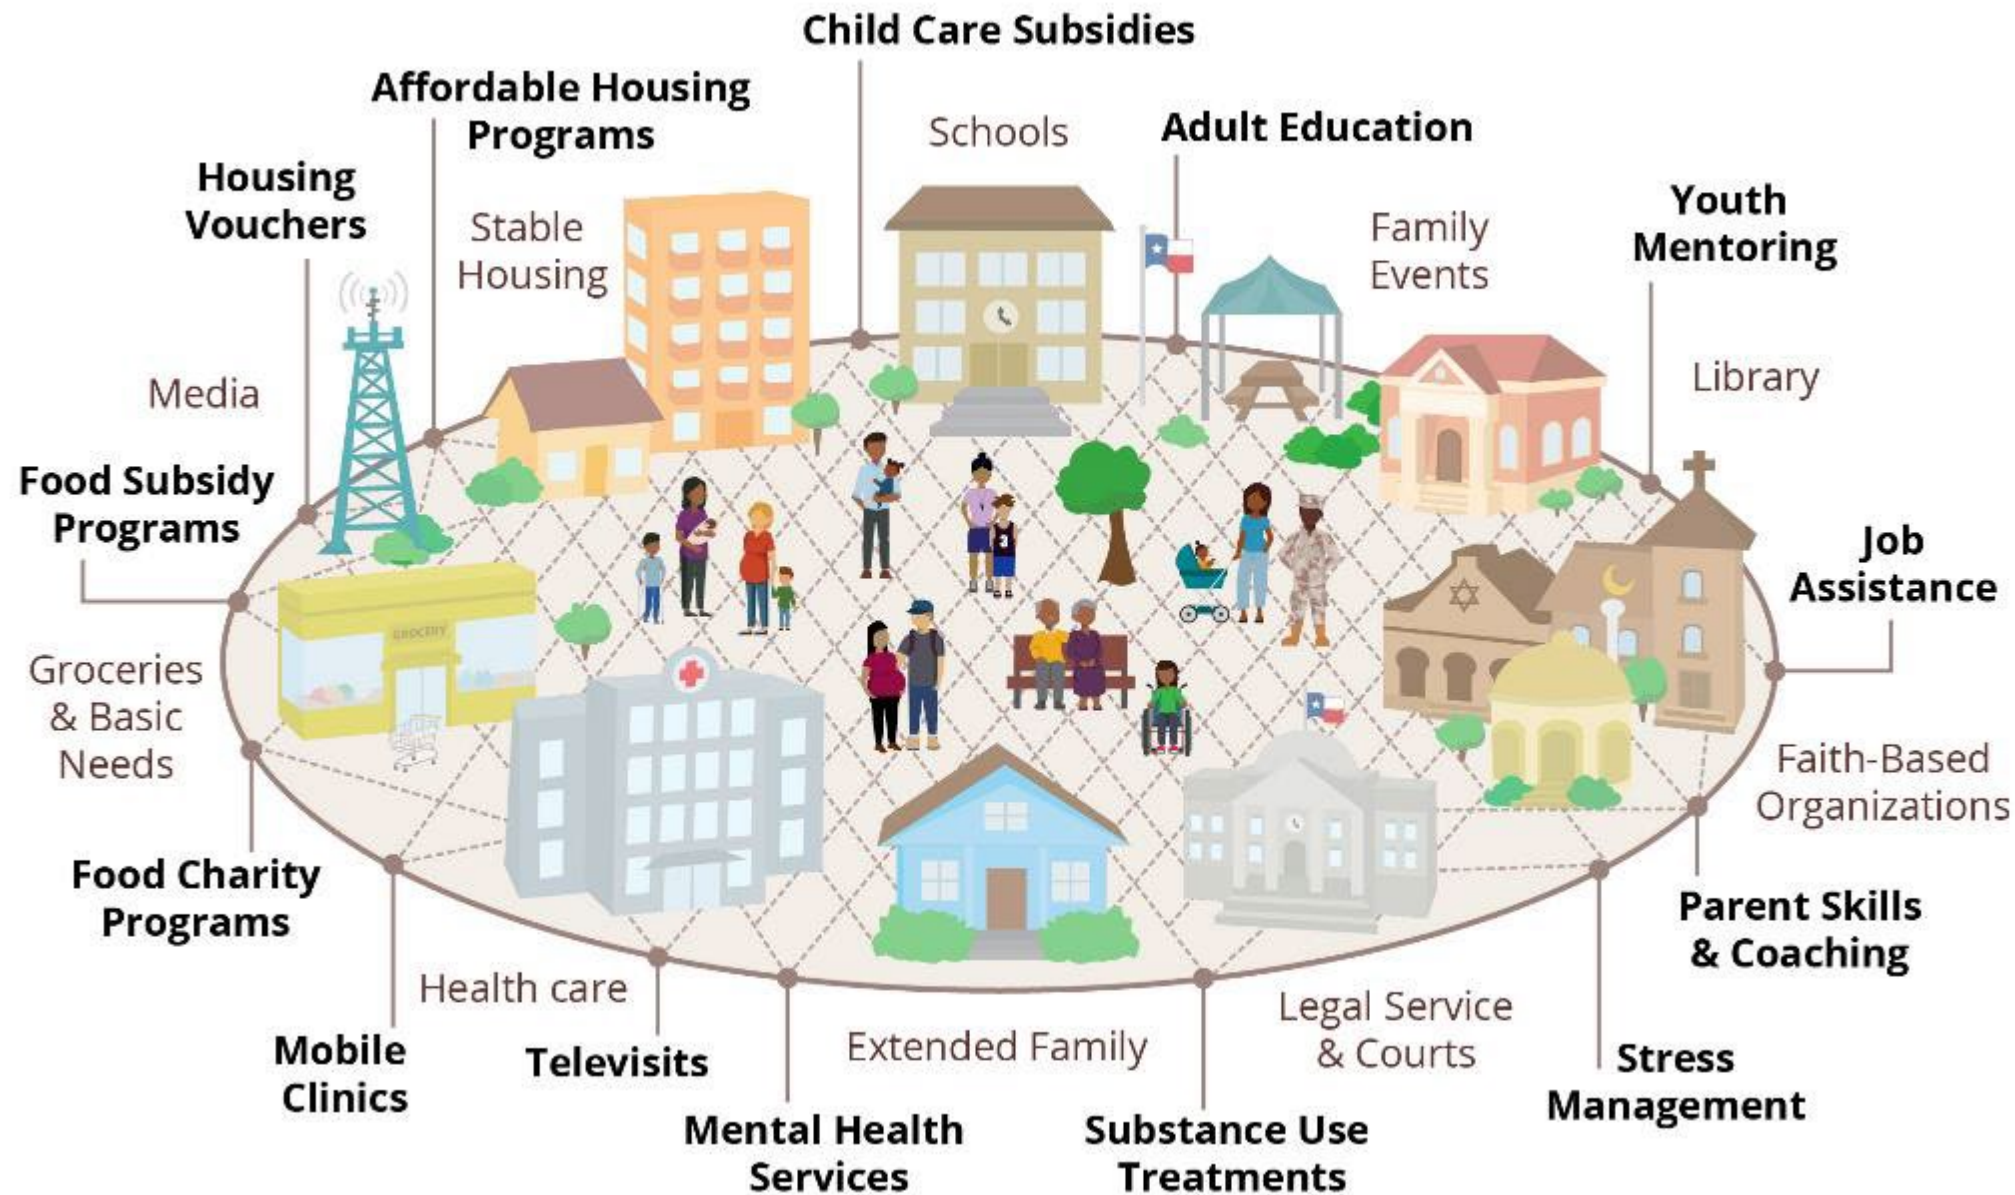 Child Care Subsidies
Affordable Housing
Programs
Schools
Adult Education
Housing
Vouchers
Stable
Housing
Family
Events
Youth
Mentoring
Media
Library
Food Subsidy
Programs
Job
Assistance
GROCERY
3
Groceries
& Basic
Needs
Faith-Based
Organizations
Food Charity
Programs
Parent Skills
& Coaching
Health care
Extended Family
Legal Service
& Courts
Mobile
Clinics
Televisits
Stress
Management
Mental Health
Services
Substance Use
Treatments